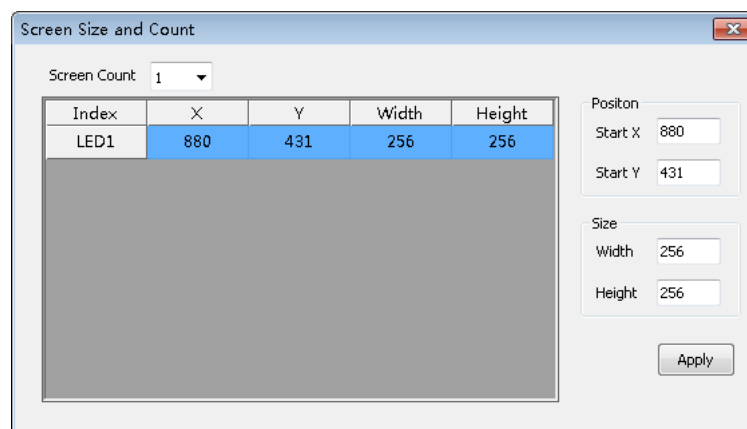 Screen Size and Count
Screen Count 1
Index X Y Width Height
LED1 880 431 256 256
Positon
Start X 880
Start Y 431
Size
Width 256
Height 256
Apply